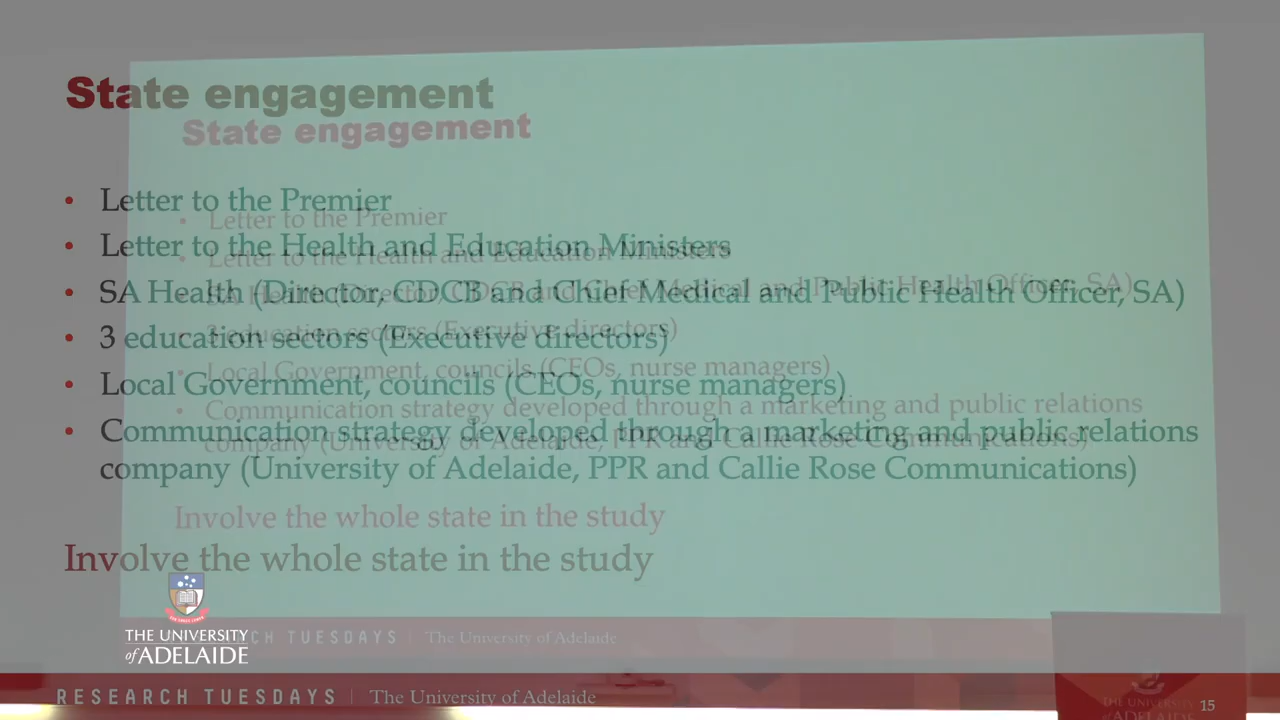 State engagement
State engagement
• Letter to the Premier
• Letter to the Premier
• Letter to the Health and Education Ministers
• Letter to the Health and Education Ministers
• SA Health (Director, CDCB and Chief Medical and Public Health Officer, SA)
• SA Health (Director, CDCB and Chief Medical and Public Health Officer, SA)
• 3 education sectors (Executive directors)
• 3 education sectors (Executive directors)
• Local Government, councils (CEOs, nurse managers)
• Local Government, councils (CEOs, nurse managers)
• Communication strategy developed through a marketing and public relations
• Communication strategy developed through a marketing and public relations
company (University of Adelaide, PPR and Callie Rose Communications)
company (University of Adelaide, PPR and Callie Rose Communications)
Involve the whole state in the study
Involve the whole state in the study
THE UNIVERSITY
of ADELAIDE
CH TUESDAYS | The University of Adelaide
RESEARCH TUESDAYS | The University of Adelaide
THE UNIVERSITY
of ADELAIDE
15